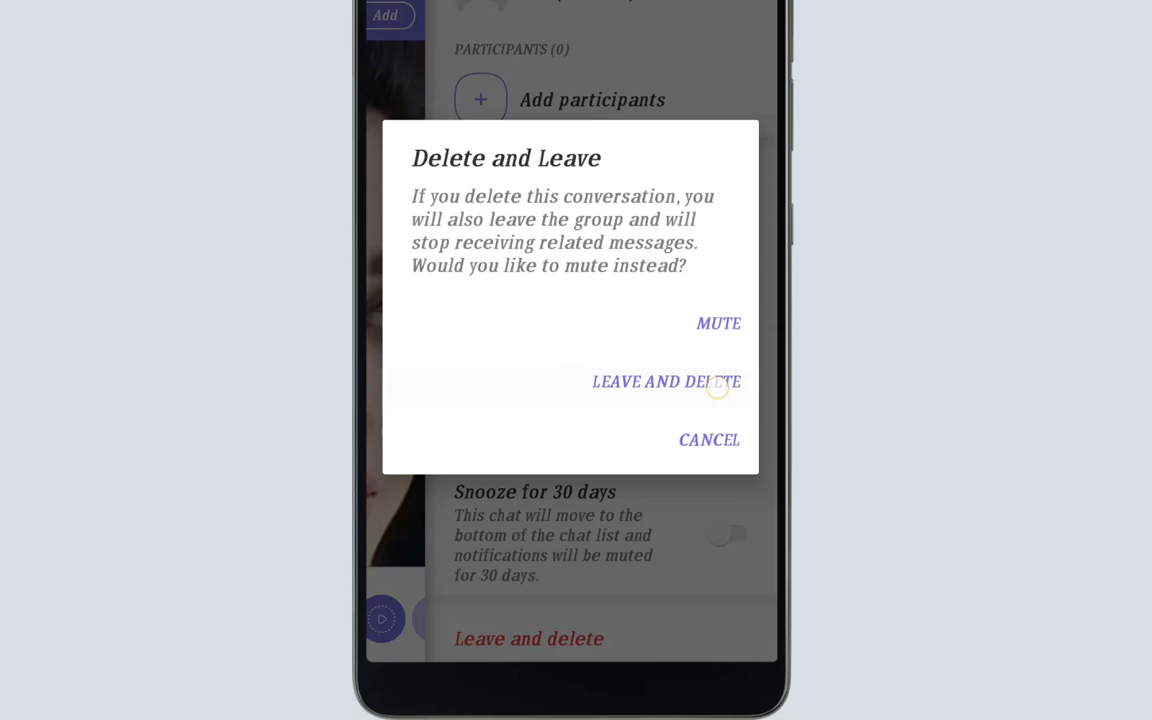 Add
PARTICIPANTS (0)
+ Add participants
Delete and Leave
If you delete this conversation, you
will also leave the group and will
stop receiving related messages.
Would you like to mute instead?
MUTE
LEAVE AND DELETE
CANCEL
Snooze for 30 days
This chat will move to the
bottom of the chat list and
notifications will be muted
for 30 days.
Leave and delete